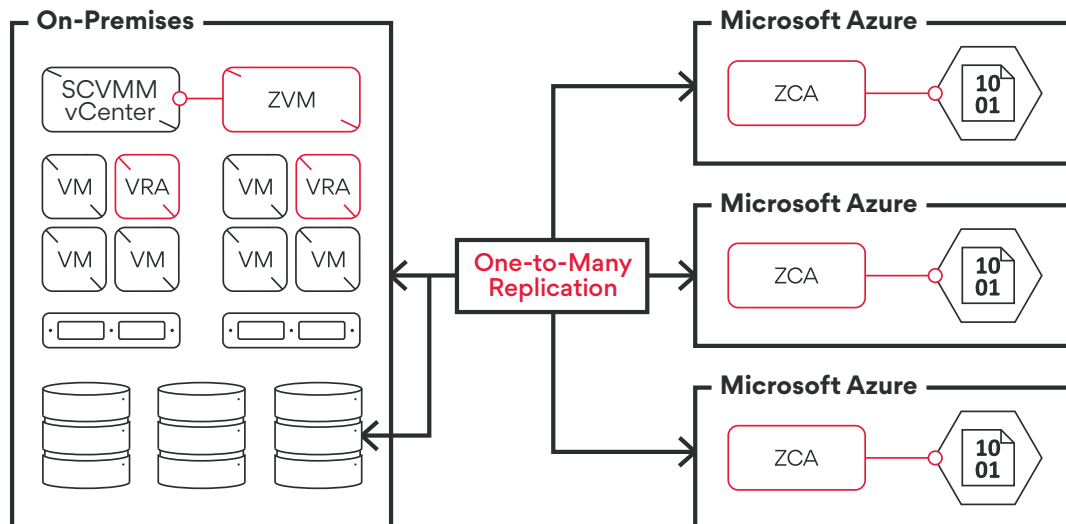 On-Premises
SCVMM
vCenter
ZVM
VM
VRA
VM
VRA
VM
VM
VM
VM
One-to-Many
Replication
Microsoft Azure
ZCA
10
01
Microsoft Azure
ZCA
10
01
Microsoft Azure
ZCA
10
01